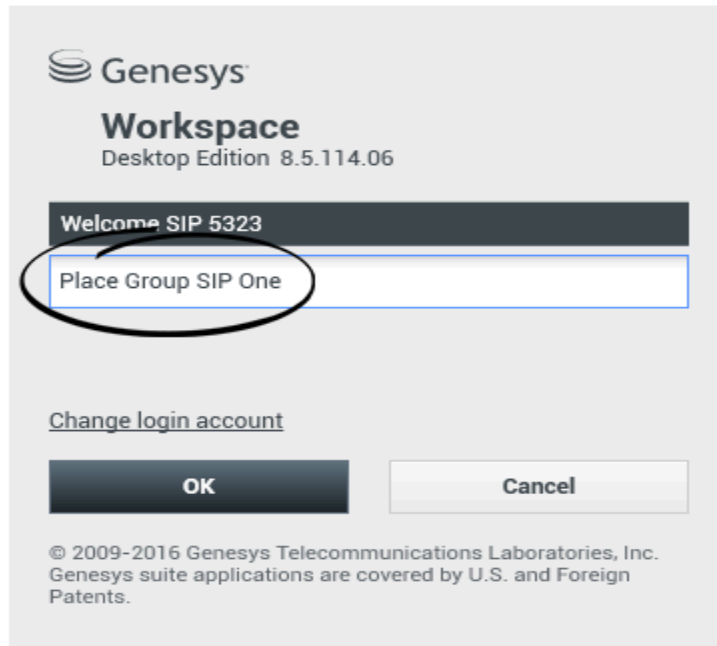 Genesys
Workspace
Desktop Edition 8.5.114.06
Welcome SIP 5323
Place Group SIP One
Change login account
OK
Cancel
© 2009-2016 Genesys Telecommunications Laboratories, Inc.
Genesys suite applications are covered by U.S. and Foreign
Patents.